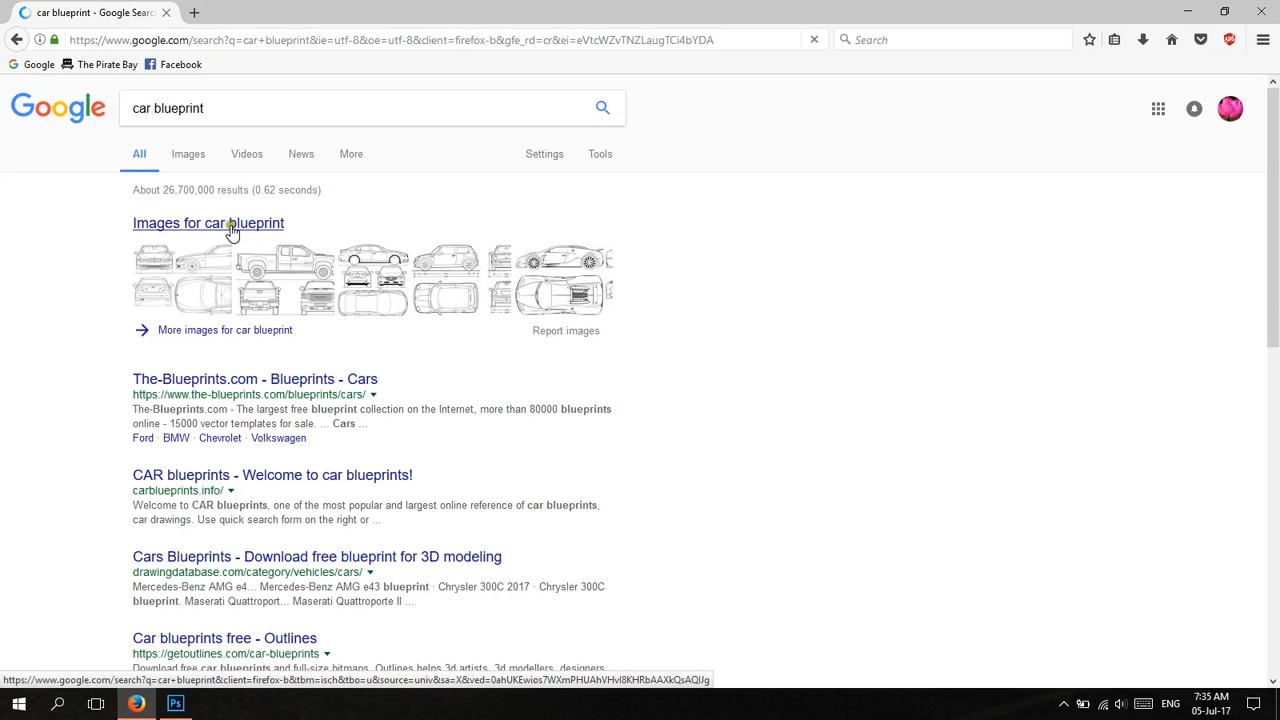 car blueprint - Google Searc
https://www.google.com/search?q=car+blueprint&ie=utf-8&oe=utf-8&client=firefox-b&gfe_rd=cr&ei=eVtcWZvTNZLaugTCi4bYDA
Search
Google The Pirate Bay Facebook
Google
car blueprint
All Images Videos News More Settings Tools
About 26,700,000 results (0.62 seconds)
Images for car blueprint
More images for car blueprint
Report images
The-Blueprints.com - Blueprints - Cars
https://www.the-blueprints.com/blueprints/cars/
The-Blueprints.com - The largest free blueprint collection on the Internet, more than 80000 blueprints
online - 15000 vector templates for sale. ... Cars ...
Ford · BMW · Chevrolet · Volkswagen
CAR blueprints - Welcome to car blueprints!
carblueprints.info/
Welcome to CAR blueprints, one of the most popular and largest online reference of car blueprints,
car drawings. Use quick search form on the right or ...
Cars Blueprints - Download free blueprint for 3D modeling
drawingdatabase.com/category/vehicles/cars/
Mercedes-Benz AMG e4... Mercedes-Benz AMG e43 blueprint · Chrysler 300C 2017 · Chrysler 300C
blueprint. Maserati Quattroport... Maserati Quattroporte II ...
Car blueprints free - Outlines
https://getoutlines.com/car-blueprints
Download free car blueprints and full-size bitmaps. Outlines helps 3d artists, 3d modellers, designers
https://www.google.com/search?q=car+blueprint&client=firefox-b&tbm=isch&tbo=u&source=univ&sa=X&ved=0ahUKEwios7WXmPHUAhVHvI8KHRbAAXkQsAQIJg
Ps
ENG
7:35 AM
05-Jul-17